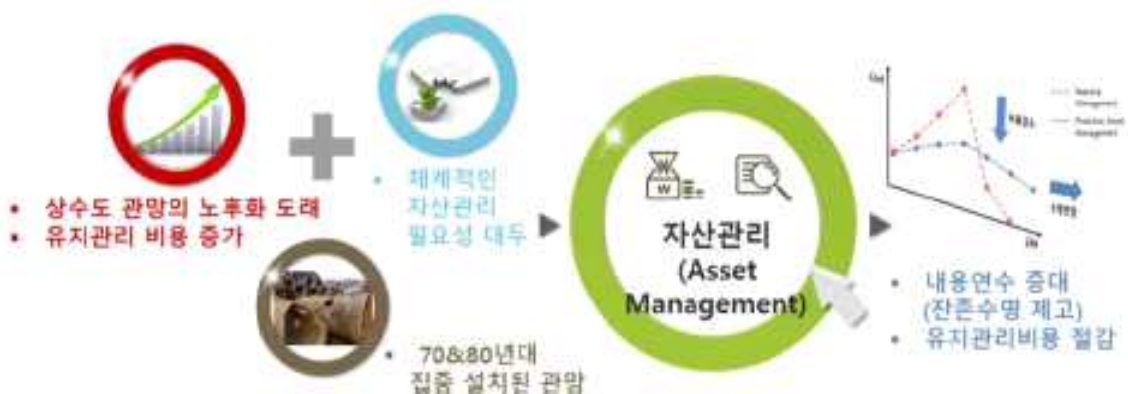 • 상수도 관망의 노후화 도래
• 유지관리 비용 증가
• 체계적인
자산관리
필요성 대두
• 70&80년대
집중 설치된 관망
자산관리
(Asset
Management)
• 내용연수 증대
(잔존수명 제고)
• 유지관리비용 절감